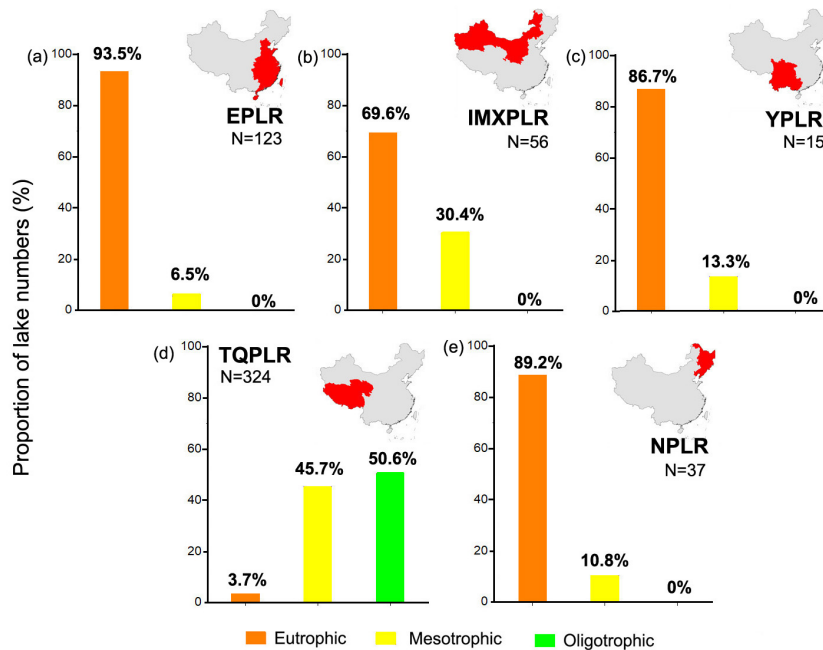 Proportion of lake numbers (%)
(a)
100
80
60
40
20
0
93.5%
6.5%
0%
EPLR
N=123
(b)
100
80
60
40
20
0
69.6%
30.4%
0%
IMXPLR
N=56
(c)
100
80
60
40
20
0
86.7%
13.3%
0%
YPLR
N=15
(d)
TQPLR
N=324
100
80
60
40
20
0
3.7%
45.7%
50.6%
(e)
100
80
60
40
20
0
89.2%
10.8%
0%
NPLR
N=37
Eutrophic
Mesotrophic
Oligotrophic